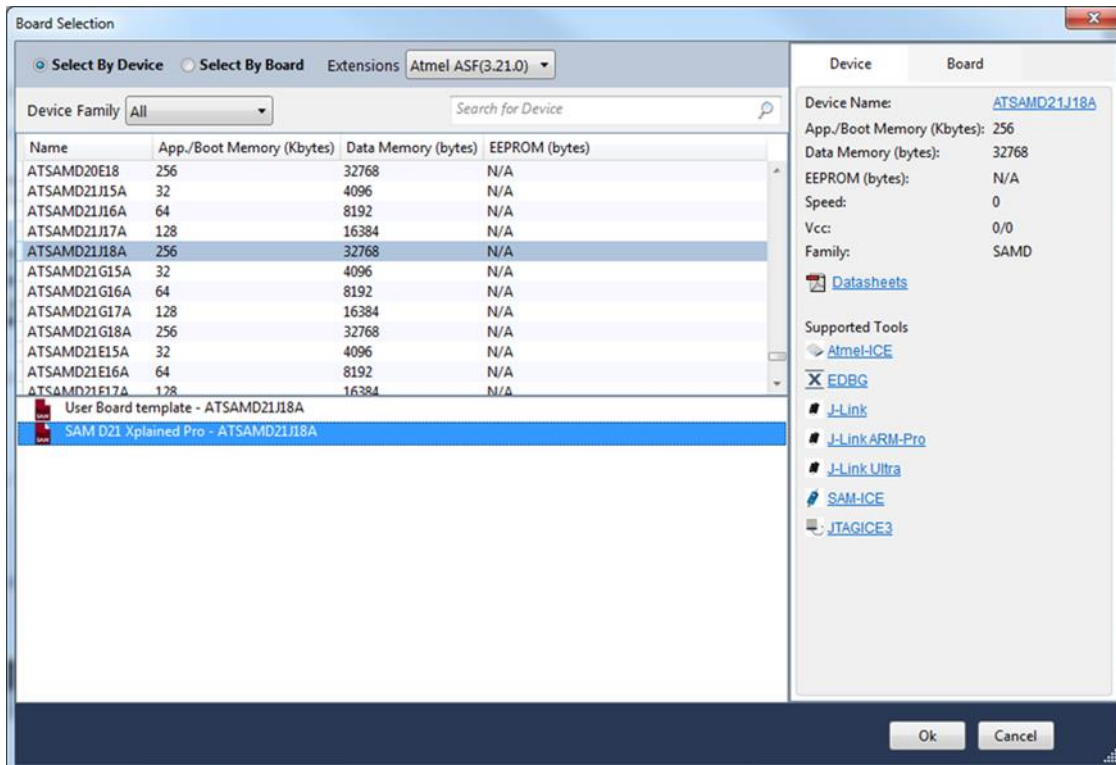 Board Selection
Select By Device Select By Board Extensions Atmel ASF(3.21.0)
Device Family All Search for Device
Name App./Boot Memory (Kbytes) Data Memory (bytes) EEPROM (bytes)
ATSAMD20E18 256 32768 N/A
ATSAMD21J15A 32 4096 N/A
ATSAMD21J16A 64 8192 N/A
ATSAMD21J17A 128 16384 N/A
ATSAMD21J18A 256 32768 N/A
ATSAMD21G15A 32 4096 N/A
ATSAMD21G16A 64 8192 N/A
ATSAMD21G17A 128 16384 N/A
ATSAMD21G18A 256 32768 N/A
ATSAMD21E15A 32 4096 N/A
ATSAMD21E16A 64 8192 N/A
ATSAMD21E17A 128 16384 N/A
User Board template - ATSAMD21J18A
SAM D21 Xplained Pro - ATSAMD21J18A
Device Board
Device Name: ATSAMD21J18A
App./Boot Memory (Kbytes): 256
Data Memory (bytes): 32768
EEPROM (bytes): N/A
Speed: 0
Vcc: 0/0
Family: SAMD
Datasheets
Supported Tools
Atmel-ICE
EDBG
J-Link
J-Link ARM-Pro
J-Link Ultra
SAM-ICE
JTAGICE3
Ok Cancel